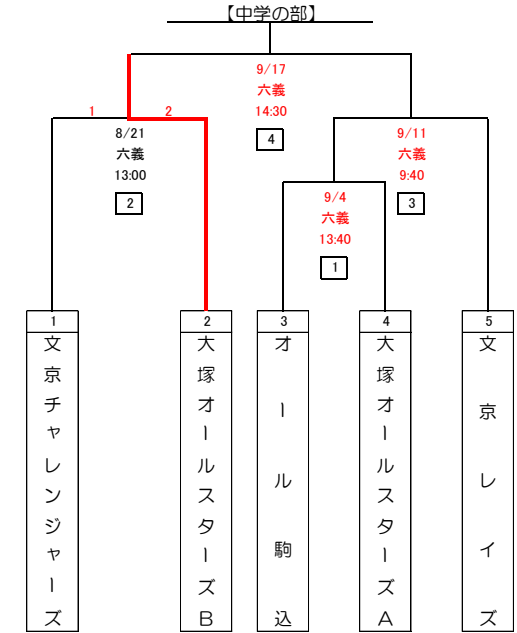 【中学の部】
9/17
六義
14:30
4
1
2
8/21
六義
13:00
2
9/11
六義
9:40
3
9/4
六義
13:40
1
1
文京チャレンジャーズ
2
大塚オールスターズB
3
オール駒込
4
大塚オールスターズA
5
文京レイズ